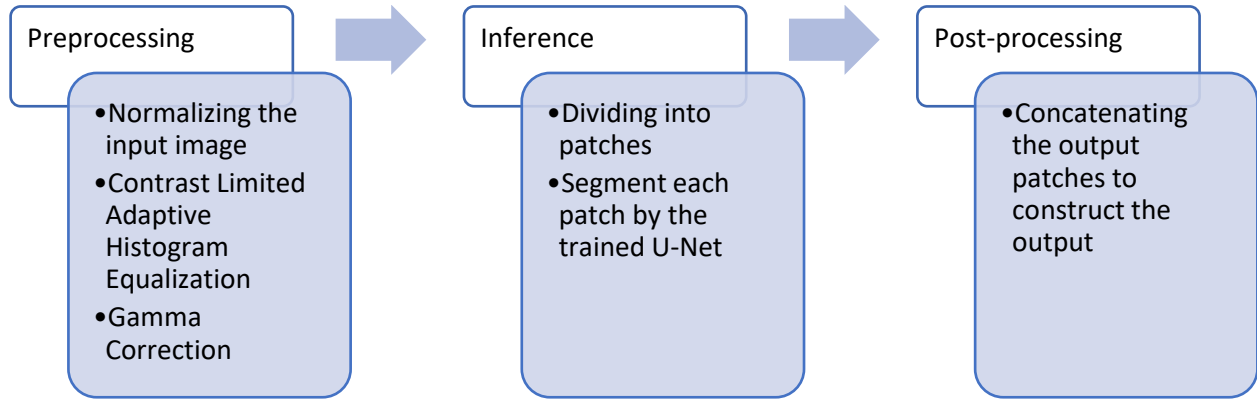 Preprocessing
•Normalizing the
input image
•Contrast Limited
Adaptive
Histogram
Equalization
•Gamma
Correction
Inference
•Dividing into
patches
•Segment each
patch by the
trained U-Net
Post-processing
•Concatenating
the output
patches to
construct the
output